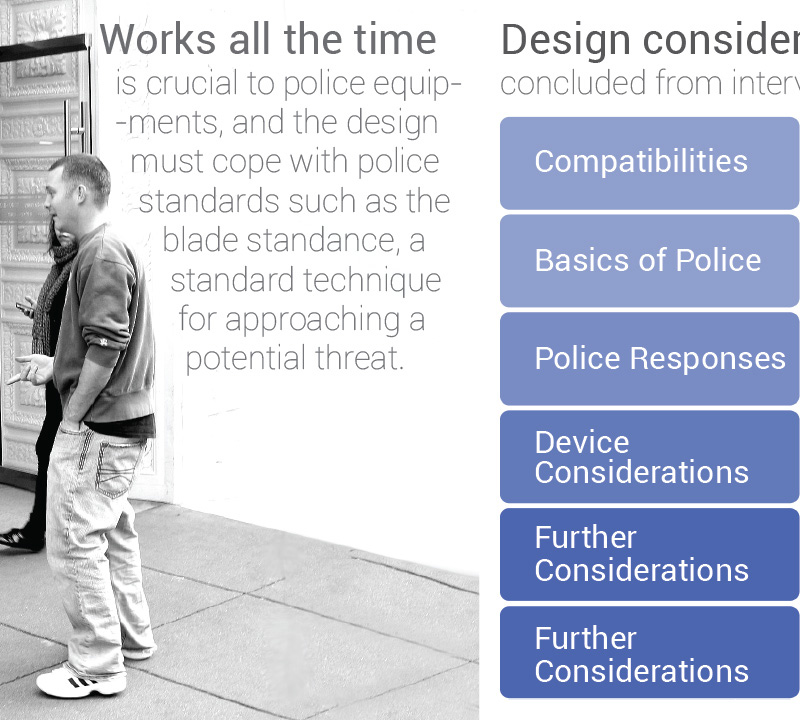 Works all the time
is crucial to police equip-
-ments, and the design
must cope with police
standards such as the
blade standance, a
standard technique
for approaching a
potential threat.
Design consider
concluded from interv
Compatibilities
Basics of Police
Police Responses
Device
Considerations
Further
Considerations
Further
Considerations